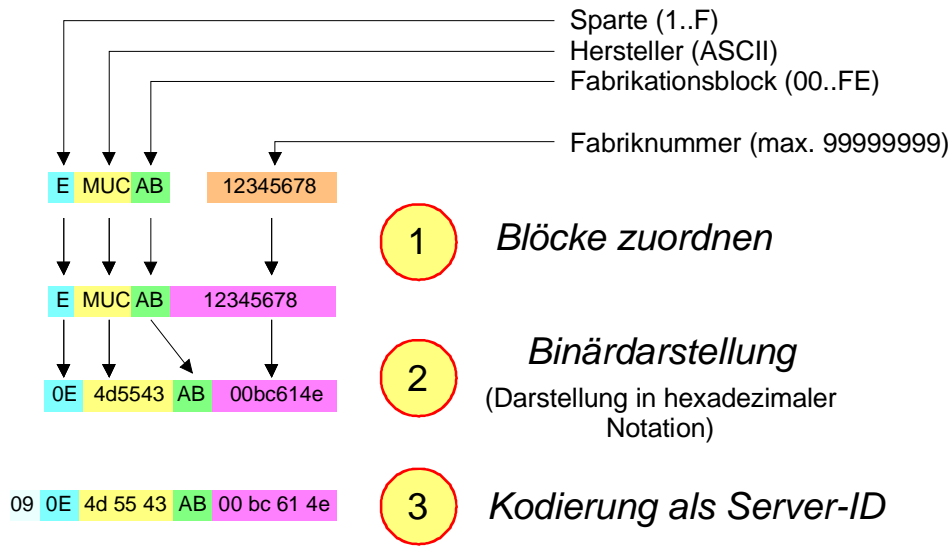 Sparte (1..F)
Hersteller (ASCII)
Fabrikationsblock (00..FE)
Fabriknummer (max. 99999999)
E MUC AB 12345678
1 Blöcke zuordnen
E MUC AB 12345678
2 Binärdarstellung
(Darstellung in hexadezimaler
Notation)
0E 4d5543 AB 00bc614e
09 0E 4d 55 43 AB 00 bc 61 4e
3 Kodierung als Server-ID